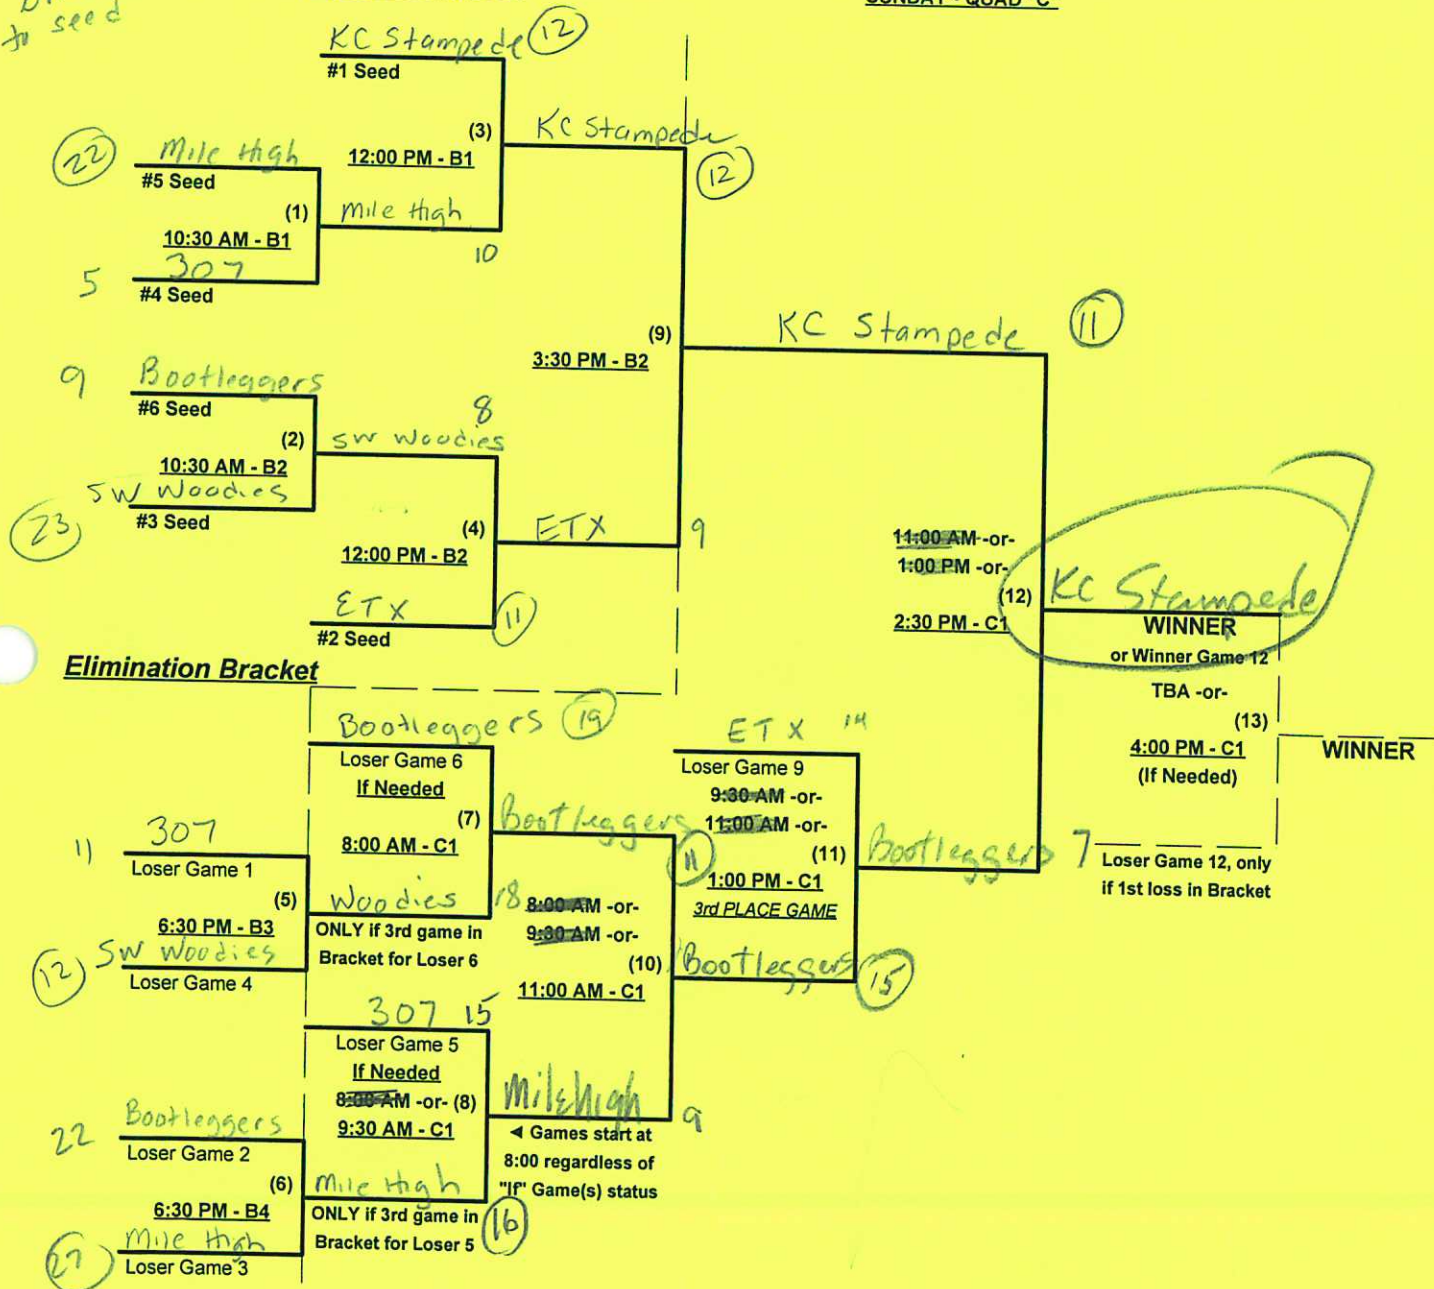 to seed
SUNDAY - QUAD "C"
KC Stampede 12
#1 Seed
(3)
12:00 PM - B1
KC Stampede
12
22
Mile High
#5 Seed
(1)
10:30 AM - B1
Mile High
10
5
307
#4 Seed
(9)
3:30 PM - B2
KC Stampede 11
9
Bootleggers
#6 Seed
8
(2)
10:30 AM - B2
SW Woodies
SW Woodies
23
#3 Seed
(4)
12:00 PM - B2
ETX
9
ETX
11
#2 Seed
11:00 AM -or-
1:00 PM -or-
(12)
2:30 PM - C1
KC Stampede
WINNER
or Winner Game 12
TBA -or-
(13)
4:00 PM - C1
(If Needed)
WINNER
Elimination Bracket
Bootleggers 19
Loser Game 6
If Needed
(7)
8:00 AM - C1
Bootleggers
11
ETX 14
Loser Game 9
9:30 AM -or-
11:00 AM -or-
(11)
1:00 PM - C1
3rd PLACE GAME
Bootleggers 7
Loser Game 12, only
if 1st loss in Bracket
11
307
Loser Game 1
(5)
6:30 PM - B3
Woodies 18
ONLY if 3rd game in
Bracket for Loser 6
12
SW Woodies
Loser Game 4
8:00 AM -or-
9:30 AM -or-
(10)
11:00 AM - C1
Bootleggers
15
307 15
Loser Game 5
If Needed
8:00 AM -or- (8)
9:30 AM - C1
Mile High
9
◄ Games start at
8:00 regardless of
"If" Game(s) status
22
Bootleggers
Loser Game 2
(6)
6:30 PM - B4
Mile High
16
ONLY if 3rd game in
Bracket for Loser 5
27
Mile High
Loser Game 3